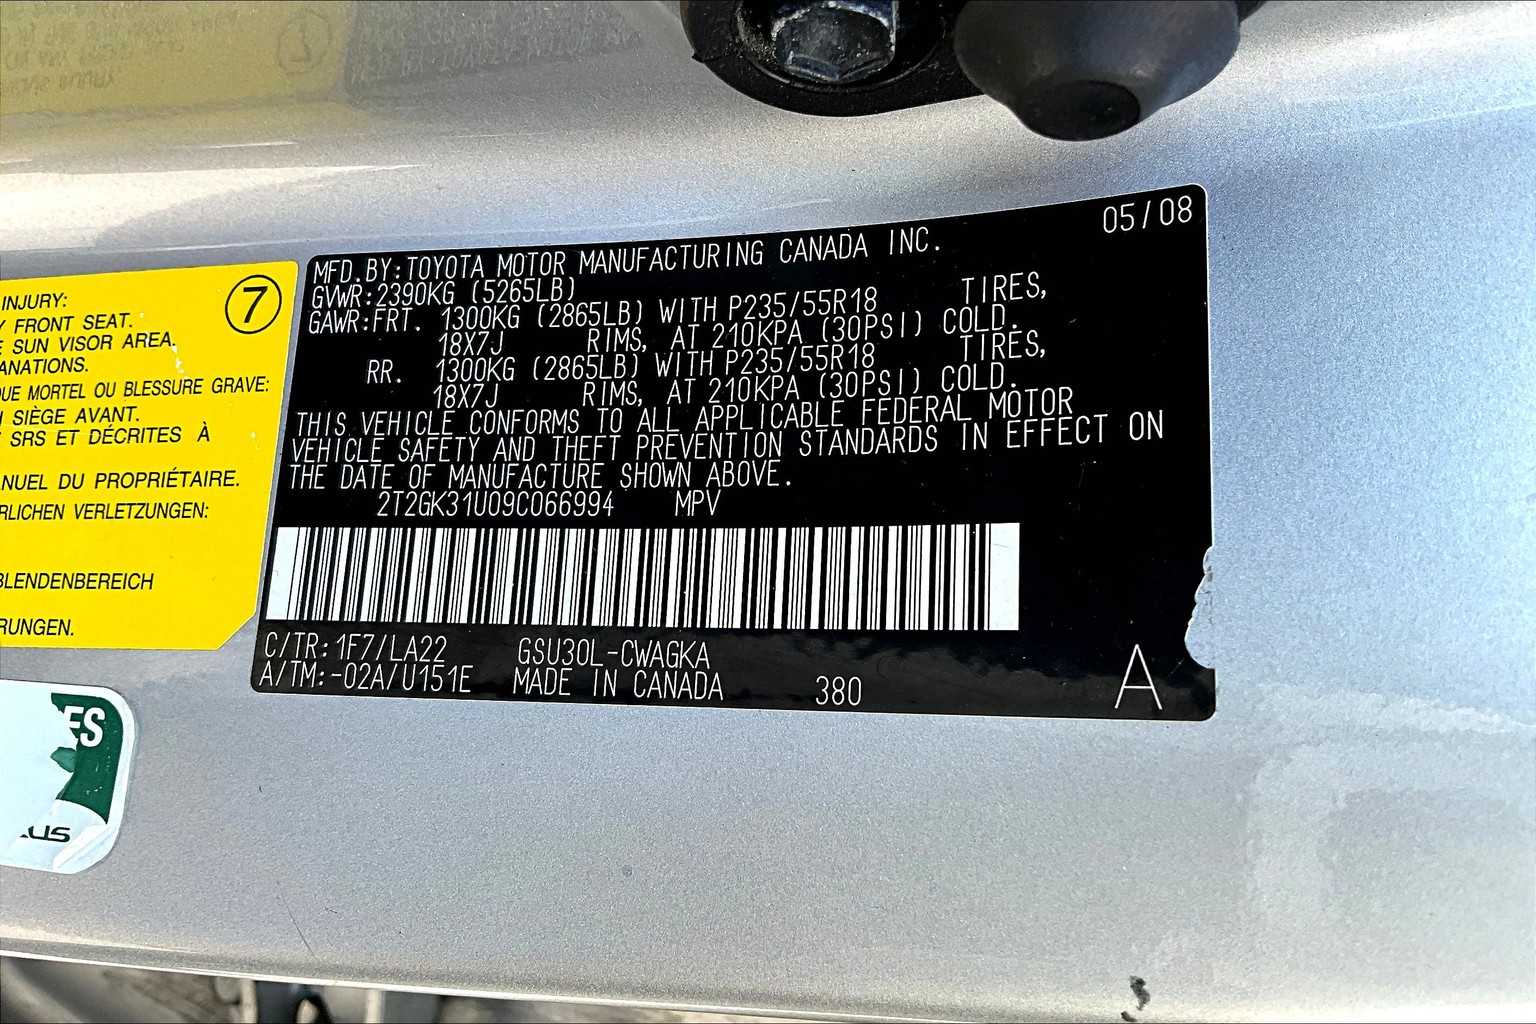 INJURY:
Y FRONT SEAT.
E SUN VISOR AREA.
ANATIONS.
QUE MORTEL OU BLESSURE GRAVE:
N SIÈGE AVANT.
SRS ET DÉCRITES À
ANUEL DU PROPRIÉTAIRE.
RLICHEN VERLETZUNGEN:
BLENDENBEREICH
RUNGEN.
7
ES
05/08
MFD.BY:TOYOTA MOTOR MANUFACTURING CANADA INC.
GVWR:2390KG (5265LB)
GAWR:FRT. 1300KG (2865LB) WITH P235/55R18 TIRES,
18X7J RIMS, AT 210KPA (30PSI) COLD.
RR. 1300KG (2865LB) WITH P235/55R18 TIRES,
18X7J RIMS, AT 210KPA (30PSI) COLD.
THIS VEHICLE CONFORMS TO ALL APPLICABLE FEDERAL MOTOR
VEHICLE SAFETY AND THEFT PREVENTION STANDARDS IN EFFECT ON
THE DATE OF MANUFACTURE SHOWN ABOVE.
2T2GK31U09C066994 MPV
C/TR:1F7/LA22 GSU30L-CWAGKA
A/TM:-02A/U151E MADE IN CANADA 380
A